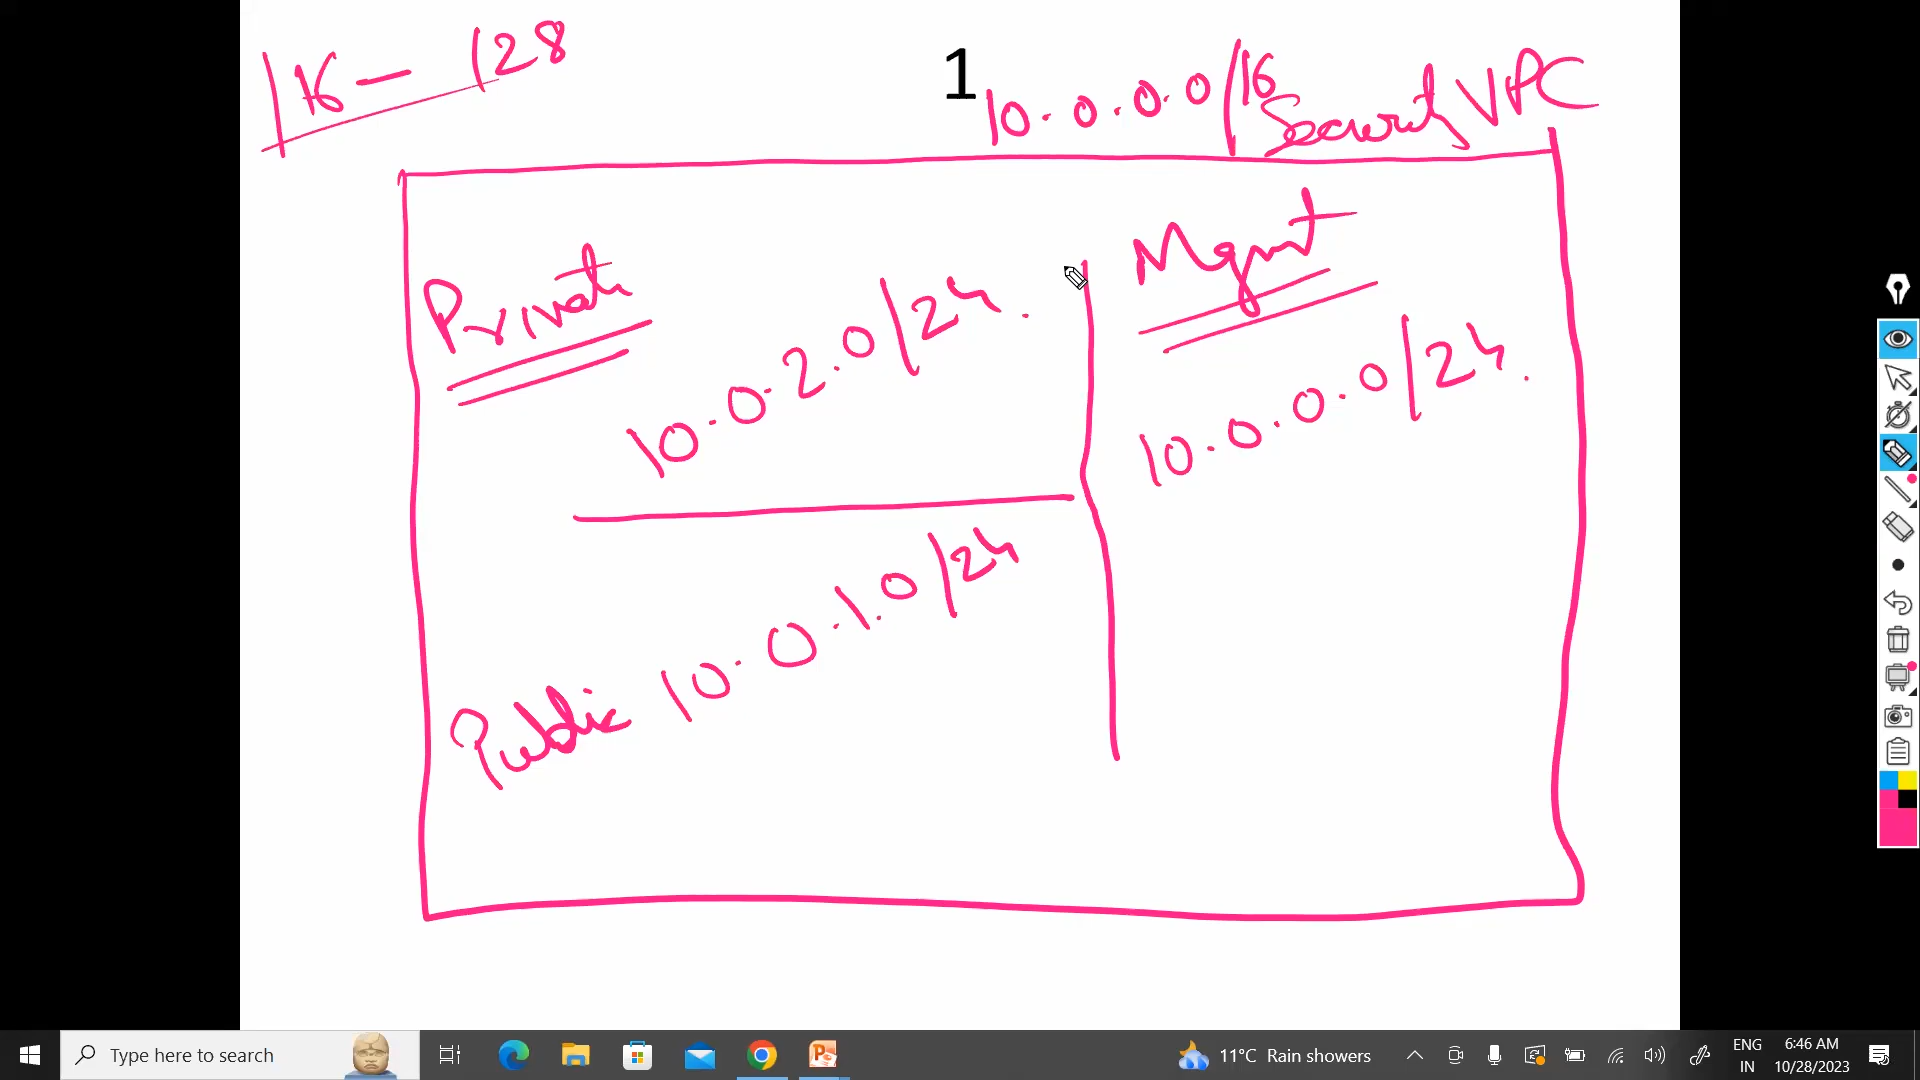 /16 - /28
1
10.0.0.0/16
Security VPC
Private
10.0.2.0/24.
Mgmt
10.0.0.0/24.
Public 10.0.1.0/24
Type here to search
11°C Rain showers
ENG
IN
6:46 AM
10/28/2023